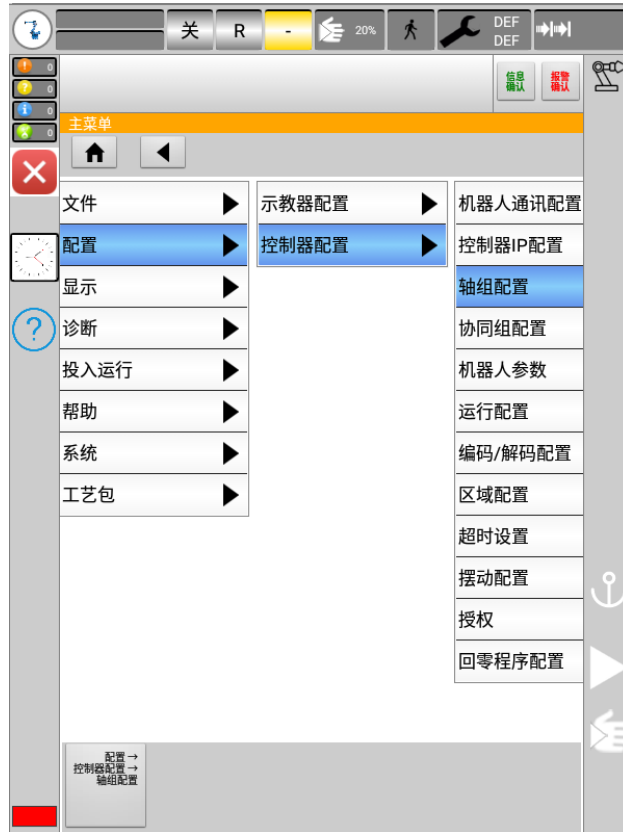 关 R - 20% DEF
DEF
0
0
0
0
信息
确认
报警
确认
主菜单
文件
配置
显示
诊断
投入运行
帮助
系统
工艺包
示教器配置
控制器配置
机器人通讯配置
控制器IP配置
轴组配置
协同组配置
机器人参数
运行配置
编码/解码配置
区域配置
超时设置
摆动配置
授权
回零程序配置
配置→
控制器配置→
轴组配置